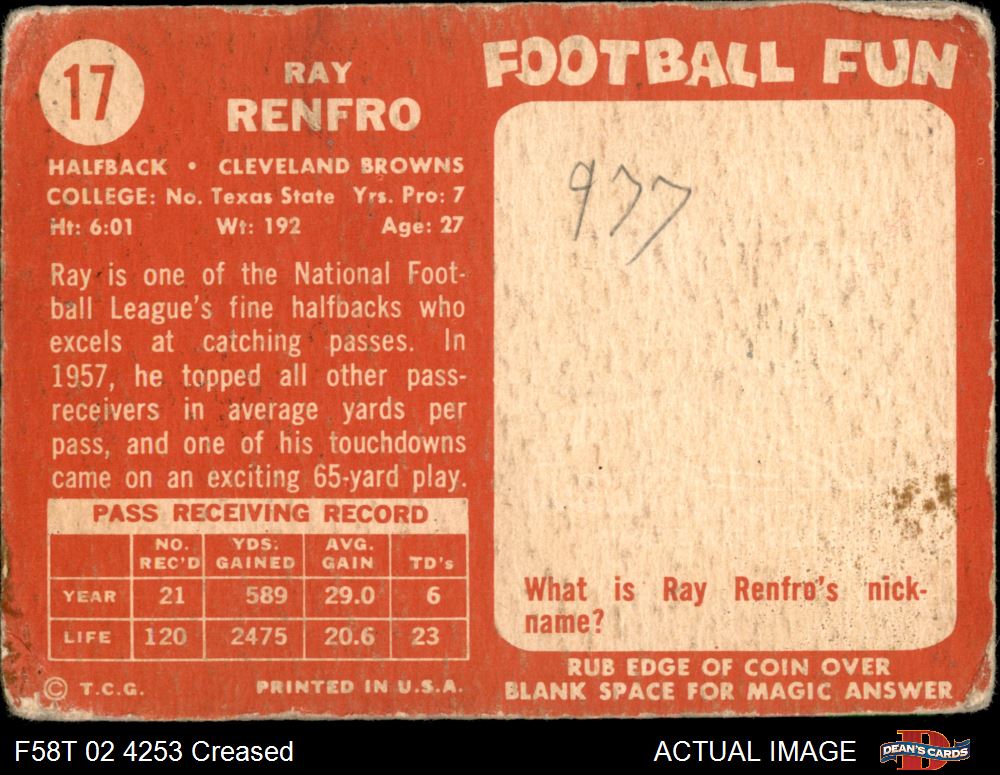 17
RAY
RENFRO
HALFBACK • CLEVELAND BROWNS
COLLEGE: No. Texas State Yrs. Pro: 7
Ht: 6:01 Wt: 192 Age: 27
Ray is one of the National Foot-
ball League's fine halfbacks who
excels at catching passes. In
1957, he topped all other pass-
receivers in average yards per
pass, and one of his touchdowns
came on an exciting 65-yard play.
PASS RECEIVING RECORD
NO. REC'D YDS. GAINED AVG. GAIN TD's
YEAR 21 589 29.0 6
LIFE 120 2475 20.6 23
© T.C.G. PRINTED IN U.S.A.
FOOTBALL FUN
977
What is Ray Renfro's nick-
name?
RUB EDGE OF COIN OVER
BLANK SPACE FOR MAGIC ANSWER
F58T 02 4253 Creased
ACTUAL IMAGE
D
DEAN'S CARDS